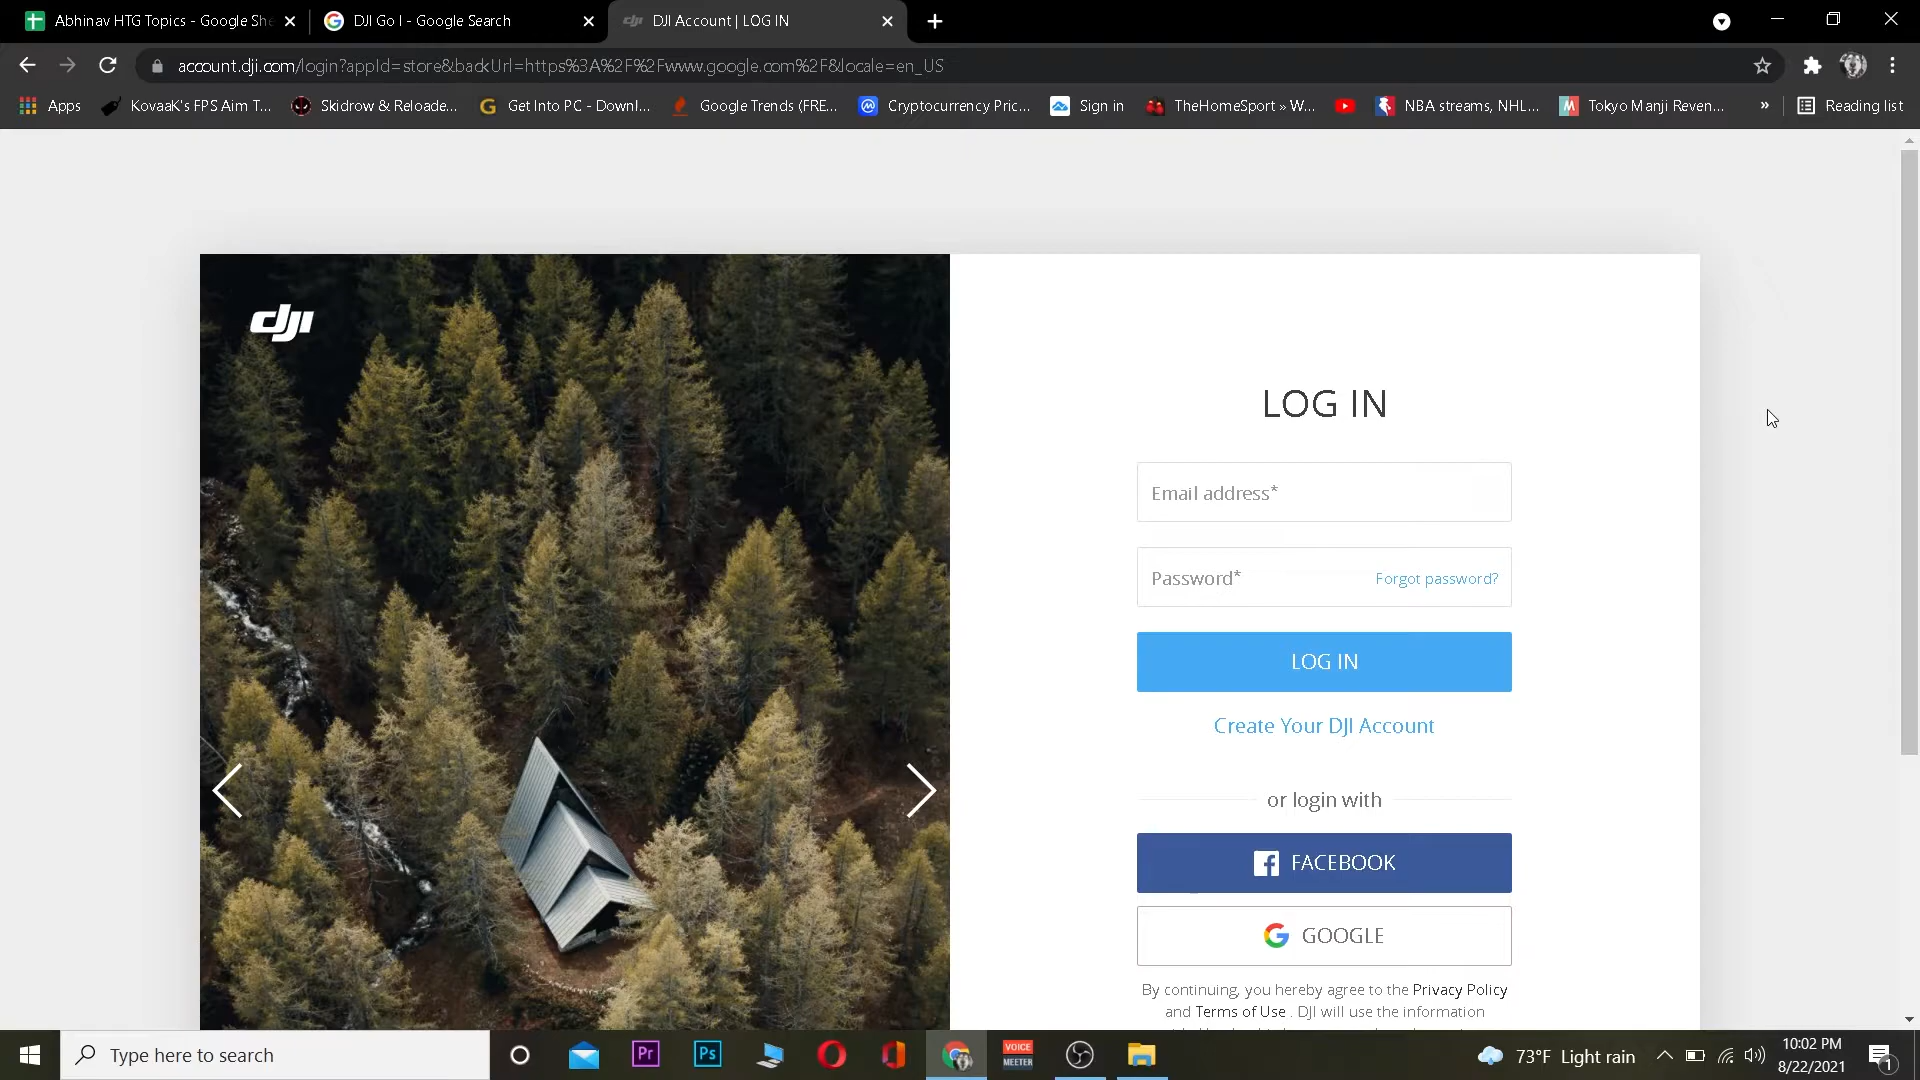 Abhinav HTG Topics - Google She
DJI Go I - Google Search
DJI Account | LOG IN
account.dji.com/login?appId=store&backUrl=https%3A%2F%2Fwww.google.com%2F&locale=en_US
Apps
KovaaK's FPS Aim T...
Skidrow & Reloade...
Get Into PC - Downl...
Google Trends (FRE...
Cryptocurrency Pric...
Sign in
TheHomeSport » W...
NBA streams, NHL...
Tokyo Manji Reven...
»
Reading list
dji
LOG IN
Email address*
Password*
Forgot password?
LOG IN
Create Your DJI Account
or login with
FACEBOOK
GOOGLE
By continuing, you hereby agree to the Privacy Policy
and Terms of Use . DJI will use the information
Type here to search
Pr
Ps
VOICE
MEETER
73°F Light rain
10:02 PM
8/22/2021
1